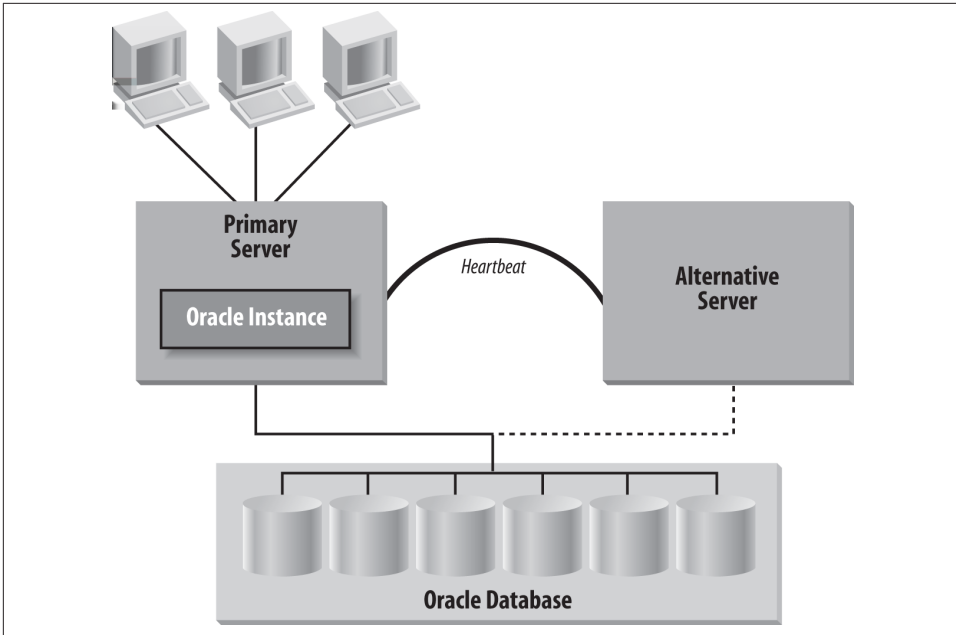 Primary
Server
Oracle Instance
Heartbeat
Alternative
Server
Oracle Database